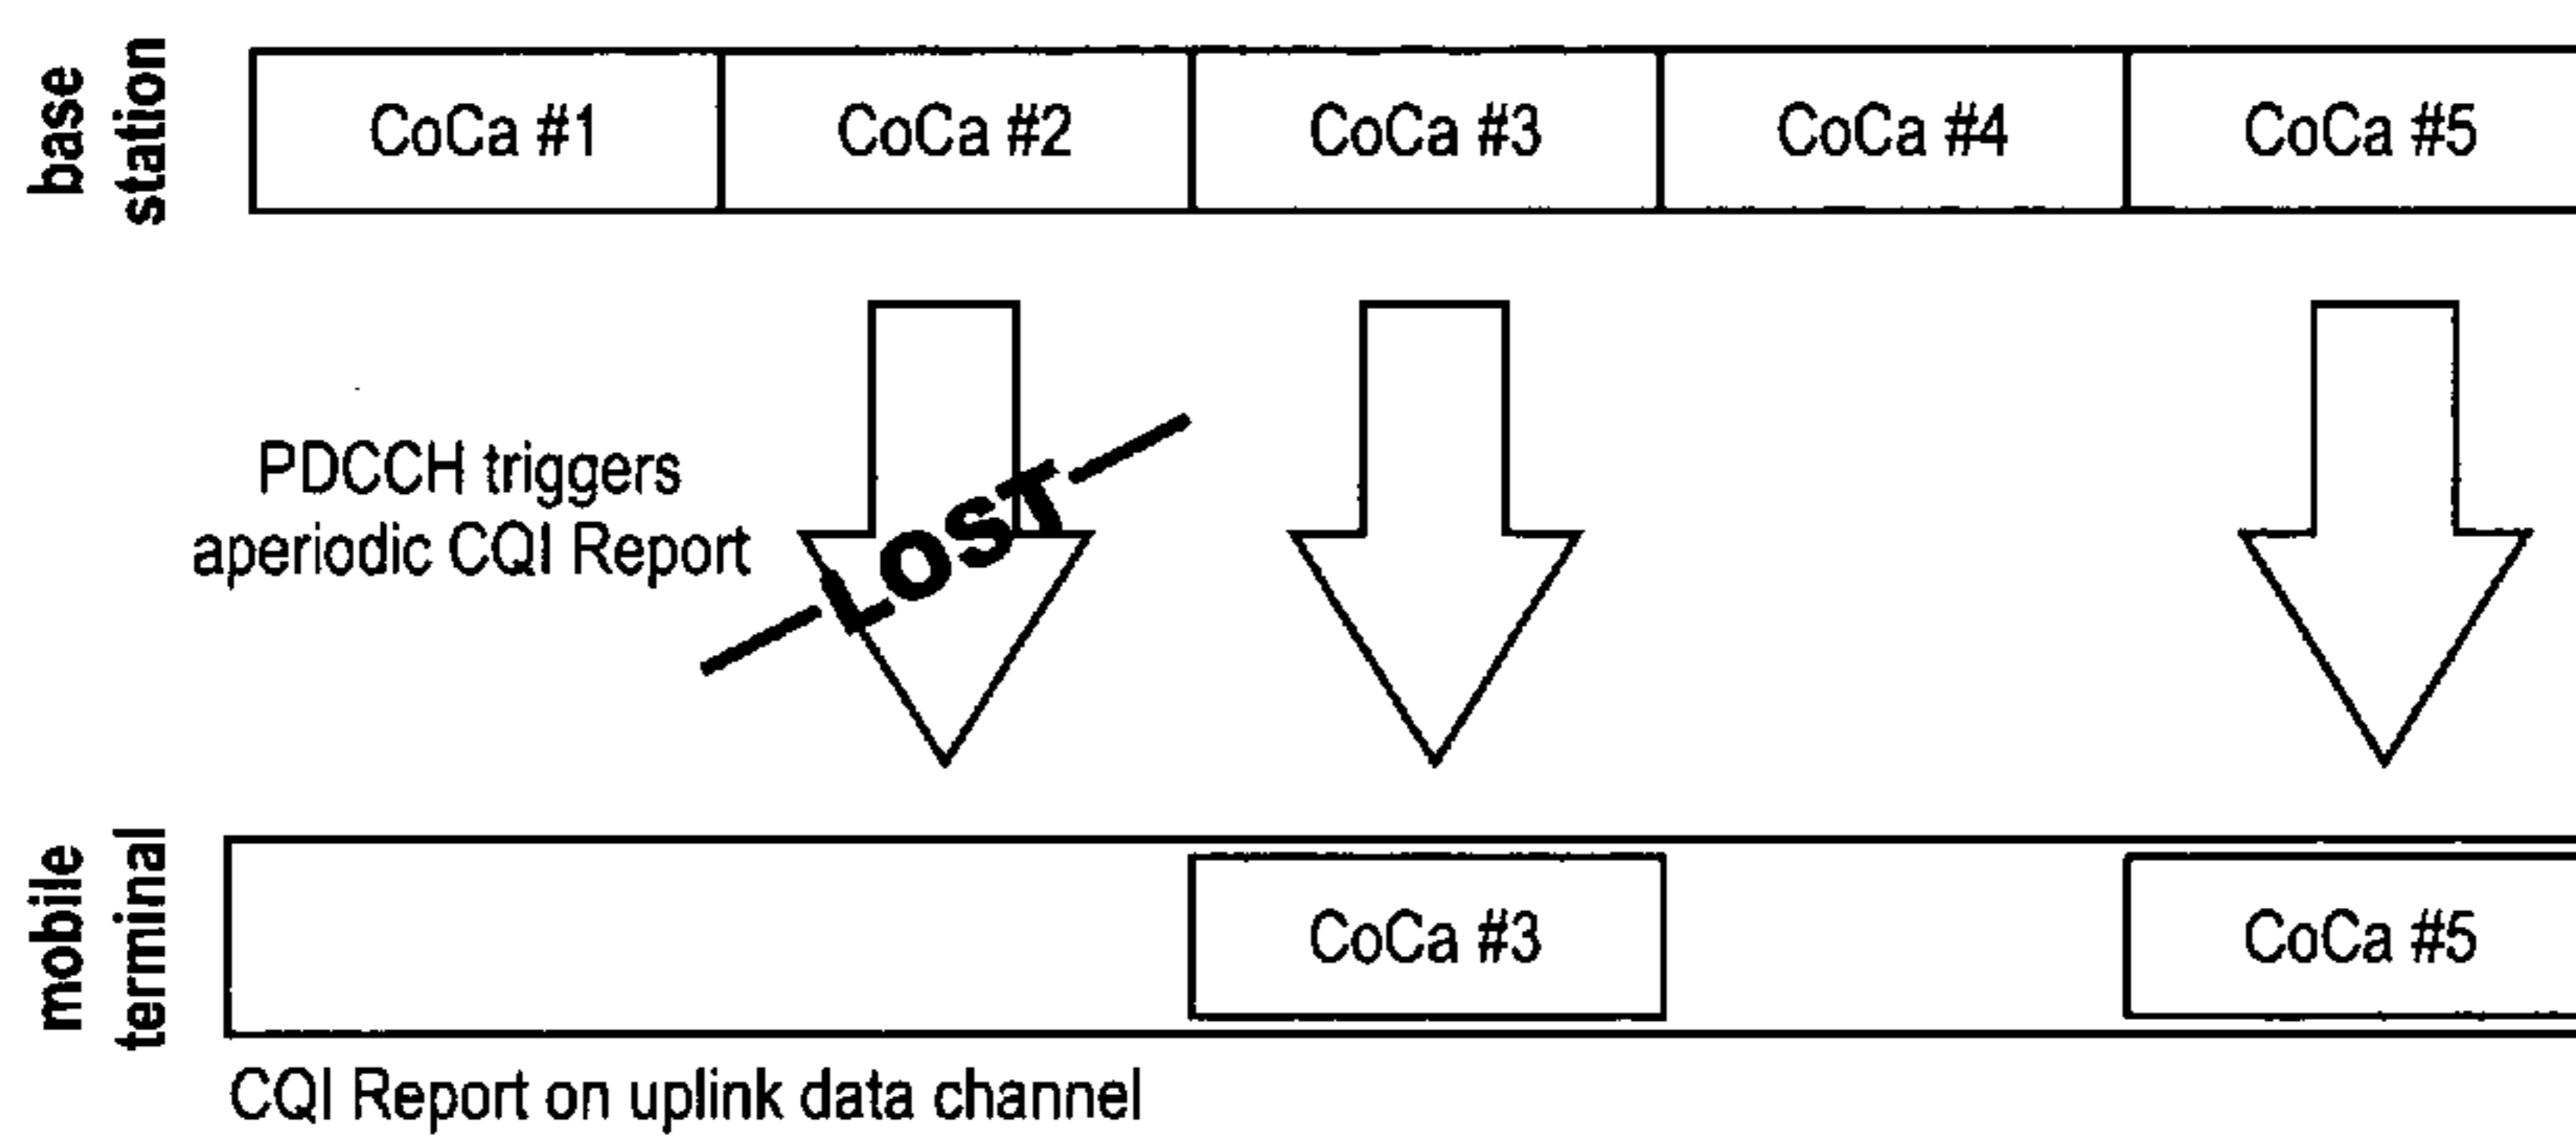 base
station
CoCa #1
CoCa #2
CoCa #3
CoCa #4
CoCa #5
PDCCH triggers
aperiodic CQI Report
LOST
mobile
terminal
CoCa #3
CoCa #5
CQI Report on uplink data channel